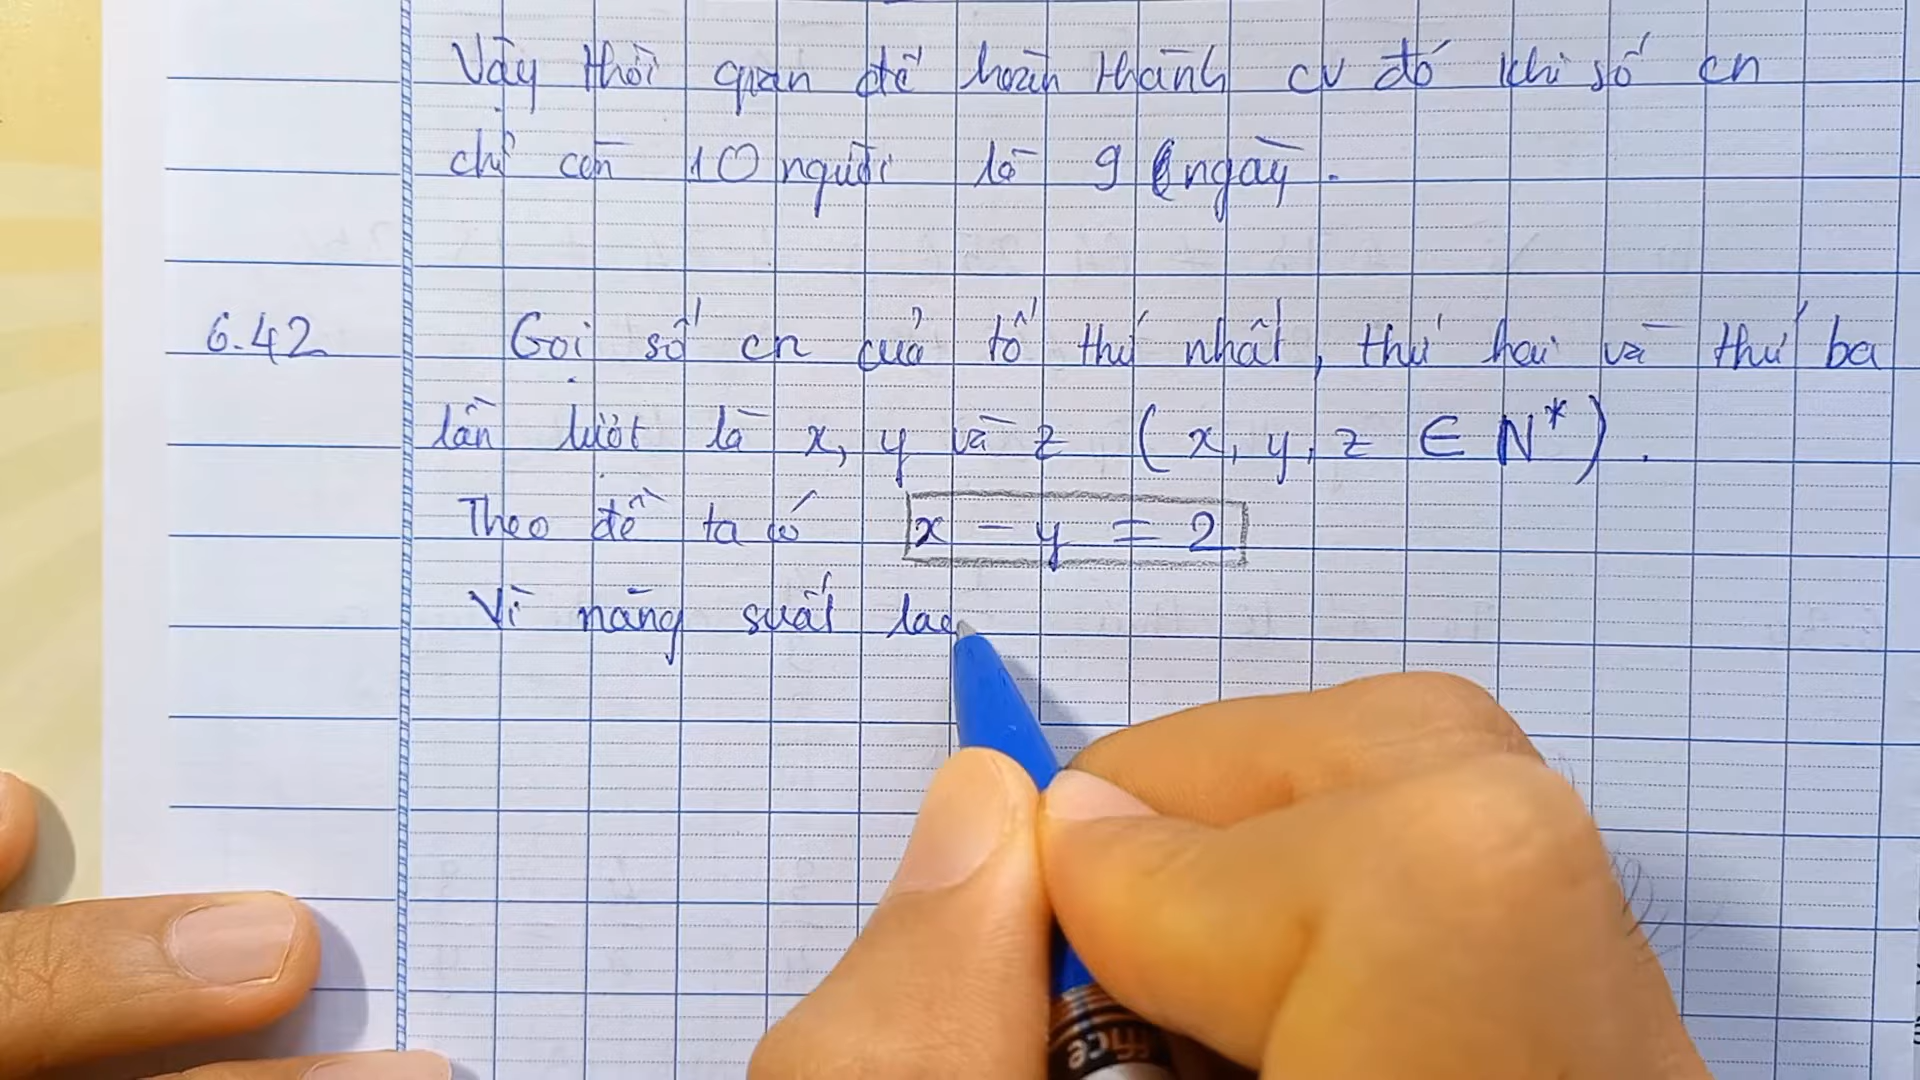 Vậy thời gian để hoàn thành cv đó khi số cn
chỉ còn 10 người là 9 ngày.
6.42 Gọi số cn của tổ thứ nhất, thứ hai và thứ ba
lần lượt là x, y và z (x, y, z ∈ N*).
Theo đề ta có x - y = 2
Vì năng suất lao
ffice